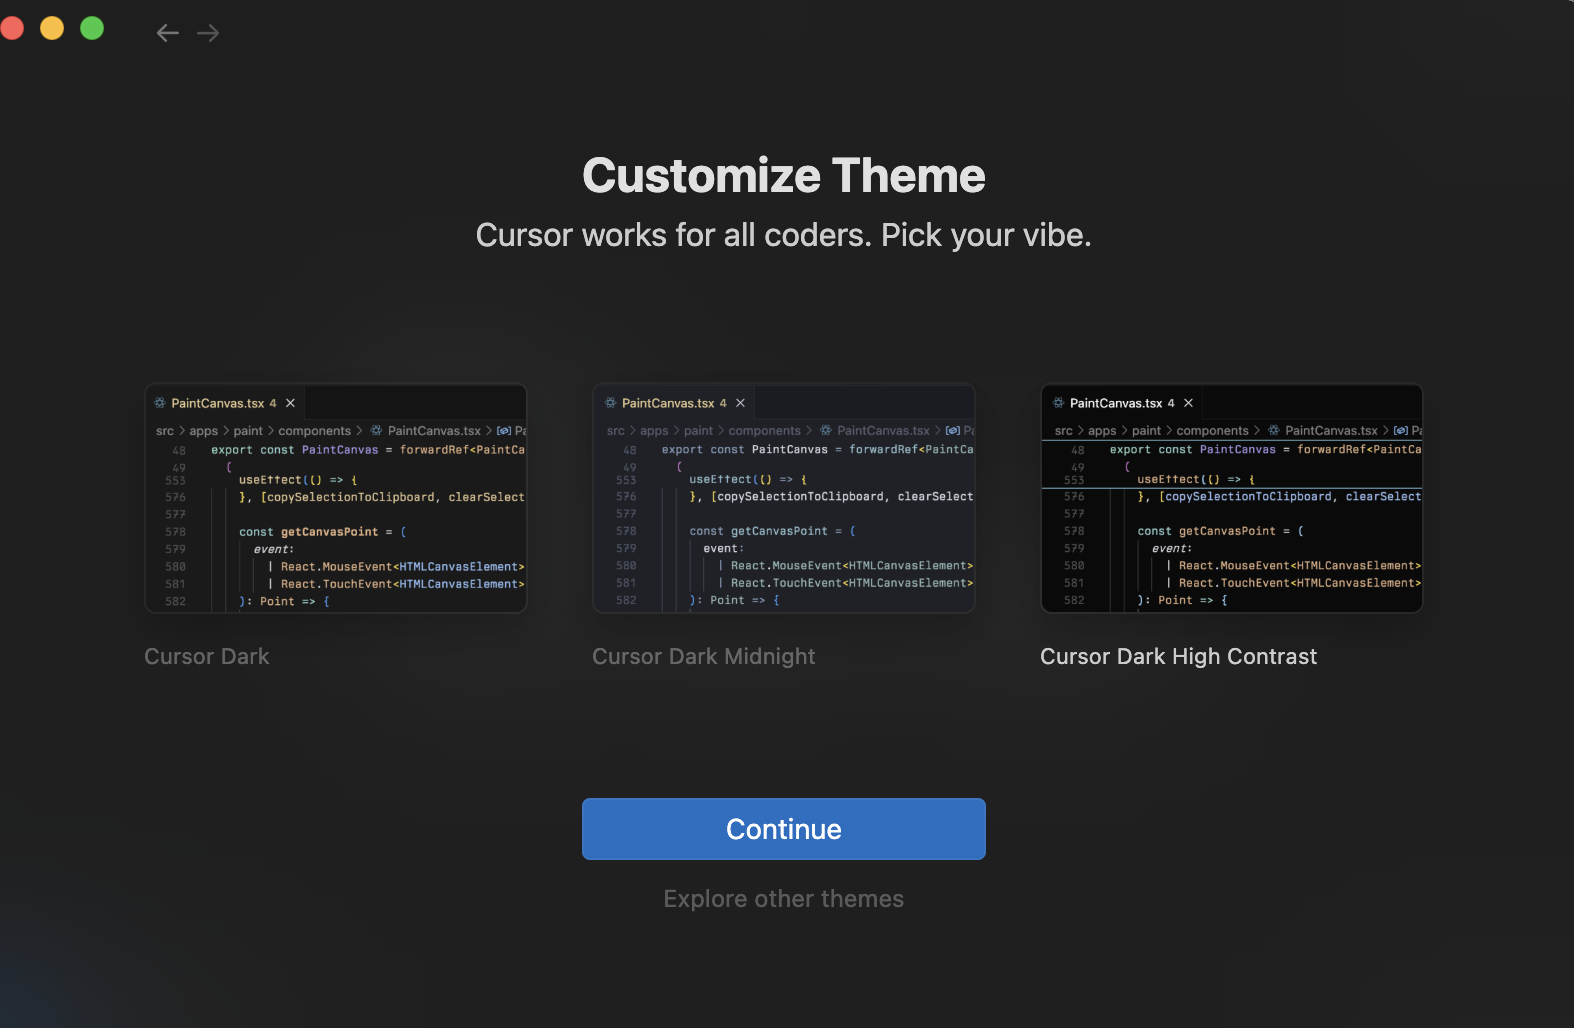 Customize Theme
Cursor works for all coders. Pick your vibe.
PaintCanvas.tsx 4
src > apps > paint > components > PaintCanvas.tsx > Pa
48 export const PaintCanvas = forwardRef<PaintCa
49 (
553 useEffect(() => {
576 }, [copySelectionToClipboard, clearSelect
577
578 const getCanvasPoint = (
579 event:
580 | React.MouseEvent<HTMLCanvasElement>
581 | React.TouchEvent<HTMLCanvasElement>
582 ): Point => {
Cursor Dark
PaintCanvas.tsx 4
src > apps > paint > components > PaintCanvas.tsx > Pa
48 export const PaintCanvas = forwardRef<PaintCa
49 (
553 useEffect(() => {
576 }, [copySelectionToClipboard, clearSelect
577
578 const getCanvasPoint = (
579 event:
580 | React.MouseEvent<HTMLCanvasElement>
581 | React.TouchEvent<HTMLCanvasElement>
582 ): Point => {
Cursor Dark Midnight
PaintCanvas.tsx 4
src > apps > paint > components > PaintCanvas.tsx > Pa
48 export const PaintCanvas = forwardRef<PaintCa
49 (
553 useEffect(() => {
576 }, [copySelectionToClipboard, clearSelect
577
578 const getCanvasPoint = (
579 event:
580 | React.MouseEvent<HTMLCanvasElement>
581 | React.TouchEvent<HTMLCanvasElement>
582 ): Point => {
Cursor Dark High Contrast
Continue
Explore other themes